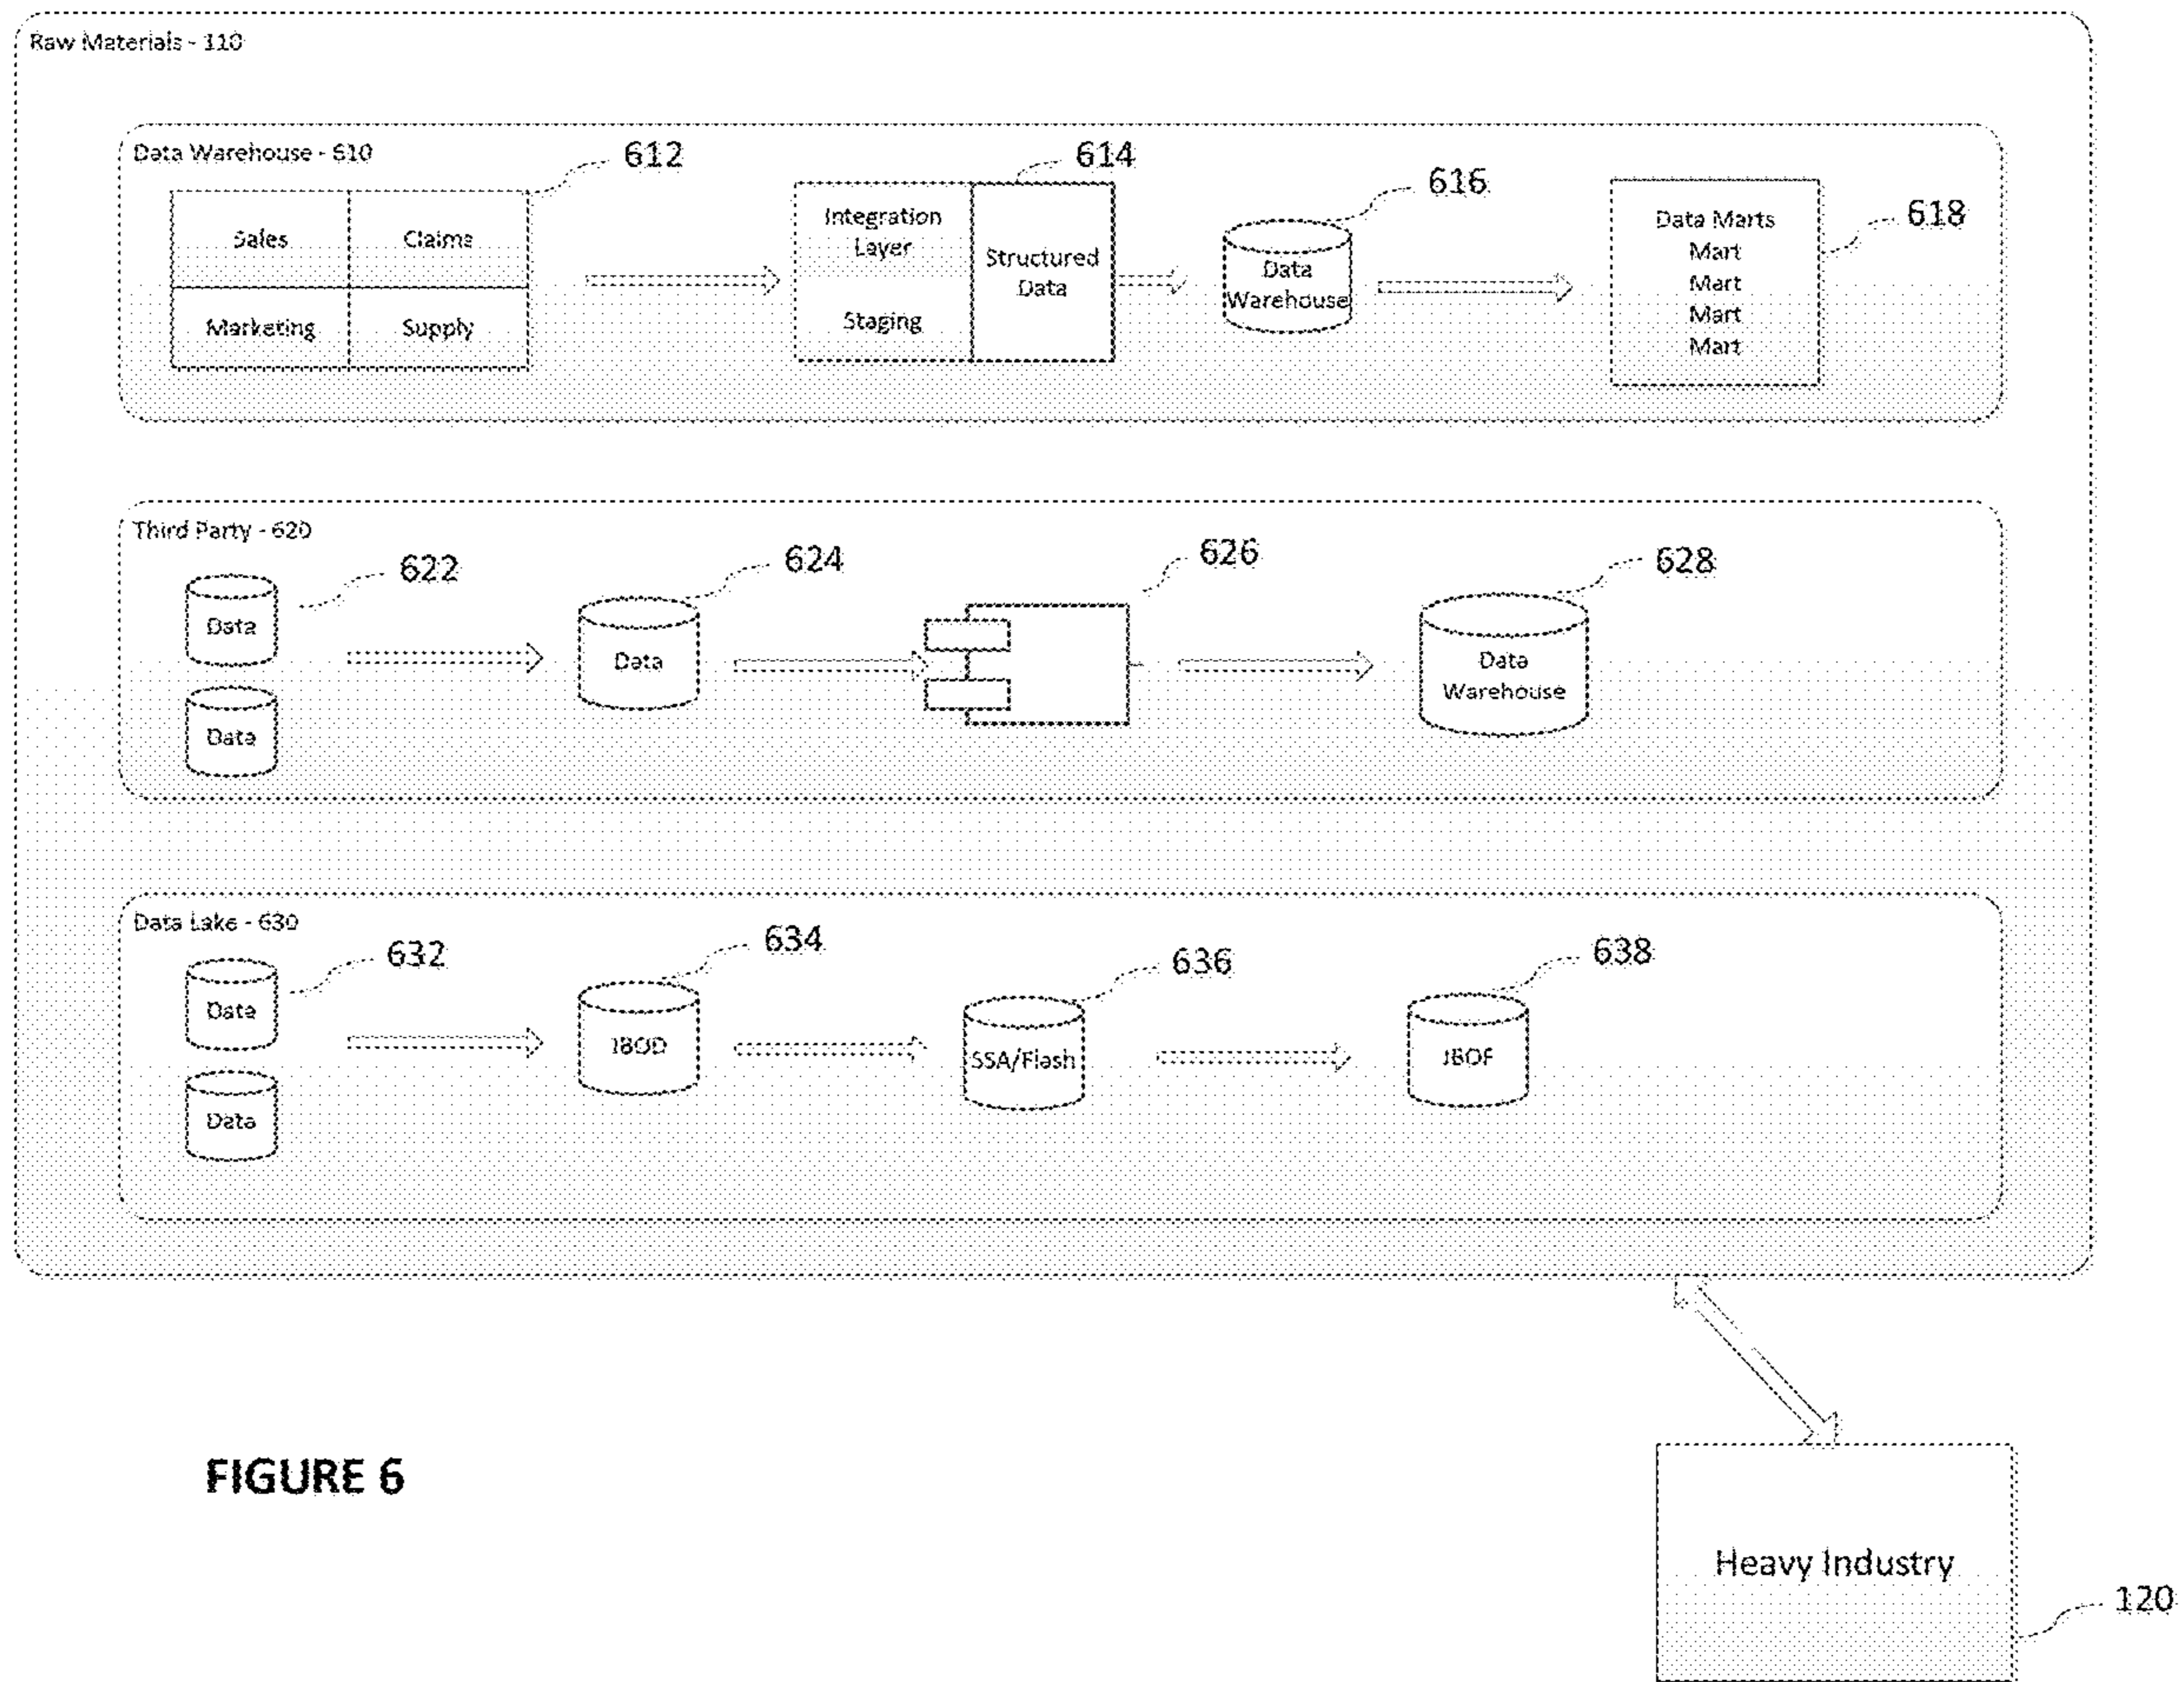 Raw Materials - 110
Data Warehouse - 610
612
614
616
618
Sales
Claims
Marketing
Supply
Integration
Layer
Staging
Structured
Data
Data
Warehouse
Data Marts
Mart
Mart
Mart
Mart
Third Party - 620
622
624
626
628
Data
Data
Data
Data
Warehouse
Data Lake - 630
632
634
636
638
Data
Data
JBOD
SSA/Flash
JBOF
FIGURE 6
Heavy Industry
120